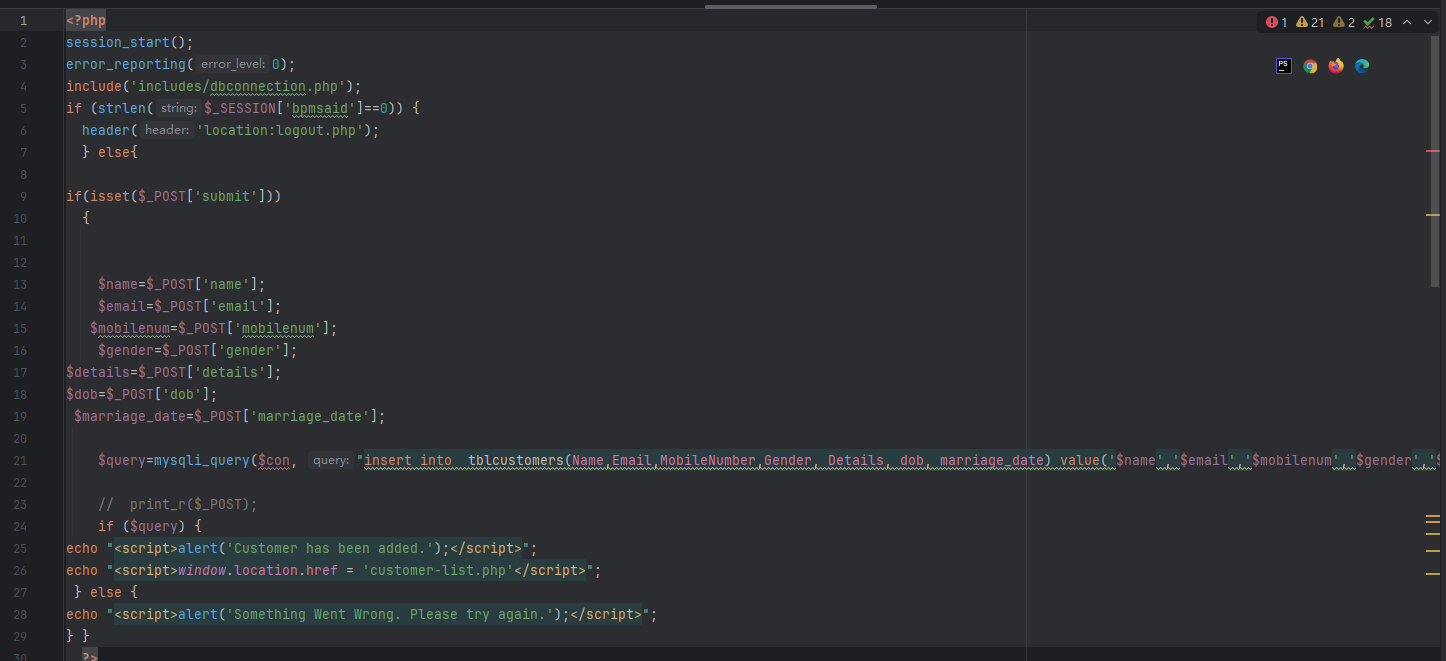 1 21 2 18
1 <?php
2 session_start();
3 error_reporting( error_level: 0);
4 include('includes/dbconnection.php');
5 if (strlen( string: $_SESSION['bpmsaid']==0)) {
6 header( header: 'location:logout.php');
7 } else{
8
9 if(isset($_POST['submit']))
10 {
11
12
13 $name=$_POST['name'];
14 $email=$_POST['email'];
15 $mobilenum=$_POST['mobilenum'];
16 $gender=$_POST['gender'];
17 $details=$_POST['details'];
18 $dob=$_POST['dob'];
19 $marriage_date=$_POST['marriage_date'];
20
21 $query=mysqli_query($con, query: "insert into  tblcustomers(Name,Email,MobileNumber,Gender, Details, dob, marriage_date) value('$name','$email','$mobilenum','$gender','$
22
23 //  print_r($_POST);
24 if ($query) {
25 echo "<script>alert('Customer has been added.');</script>";
26 echo "<script>window.location.href = 'customer-list.php'</script>";
27 } else {
28 echo "<script>alert('Something Went Wrong. Please try again.');</script>";
29 } }
30 ?>
PS